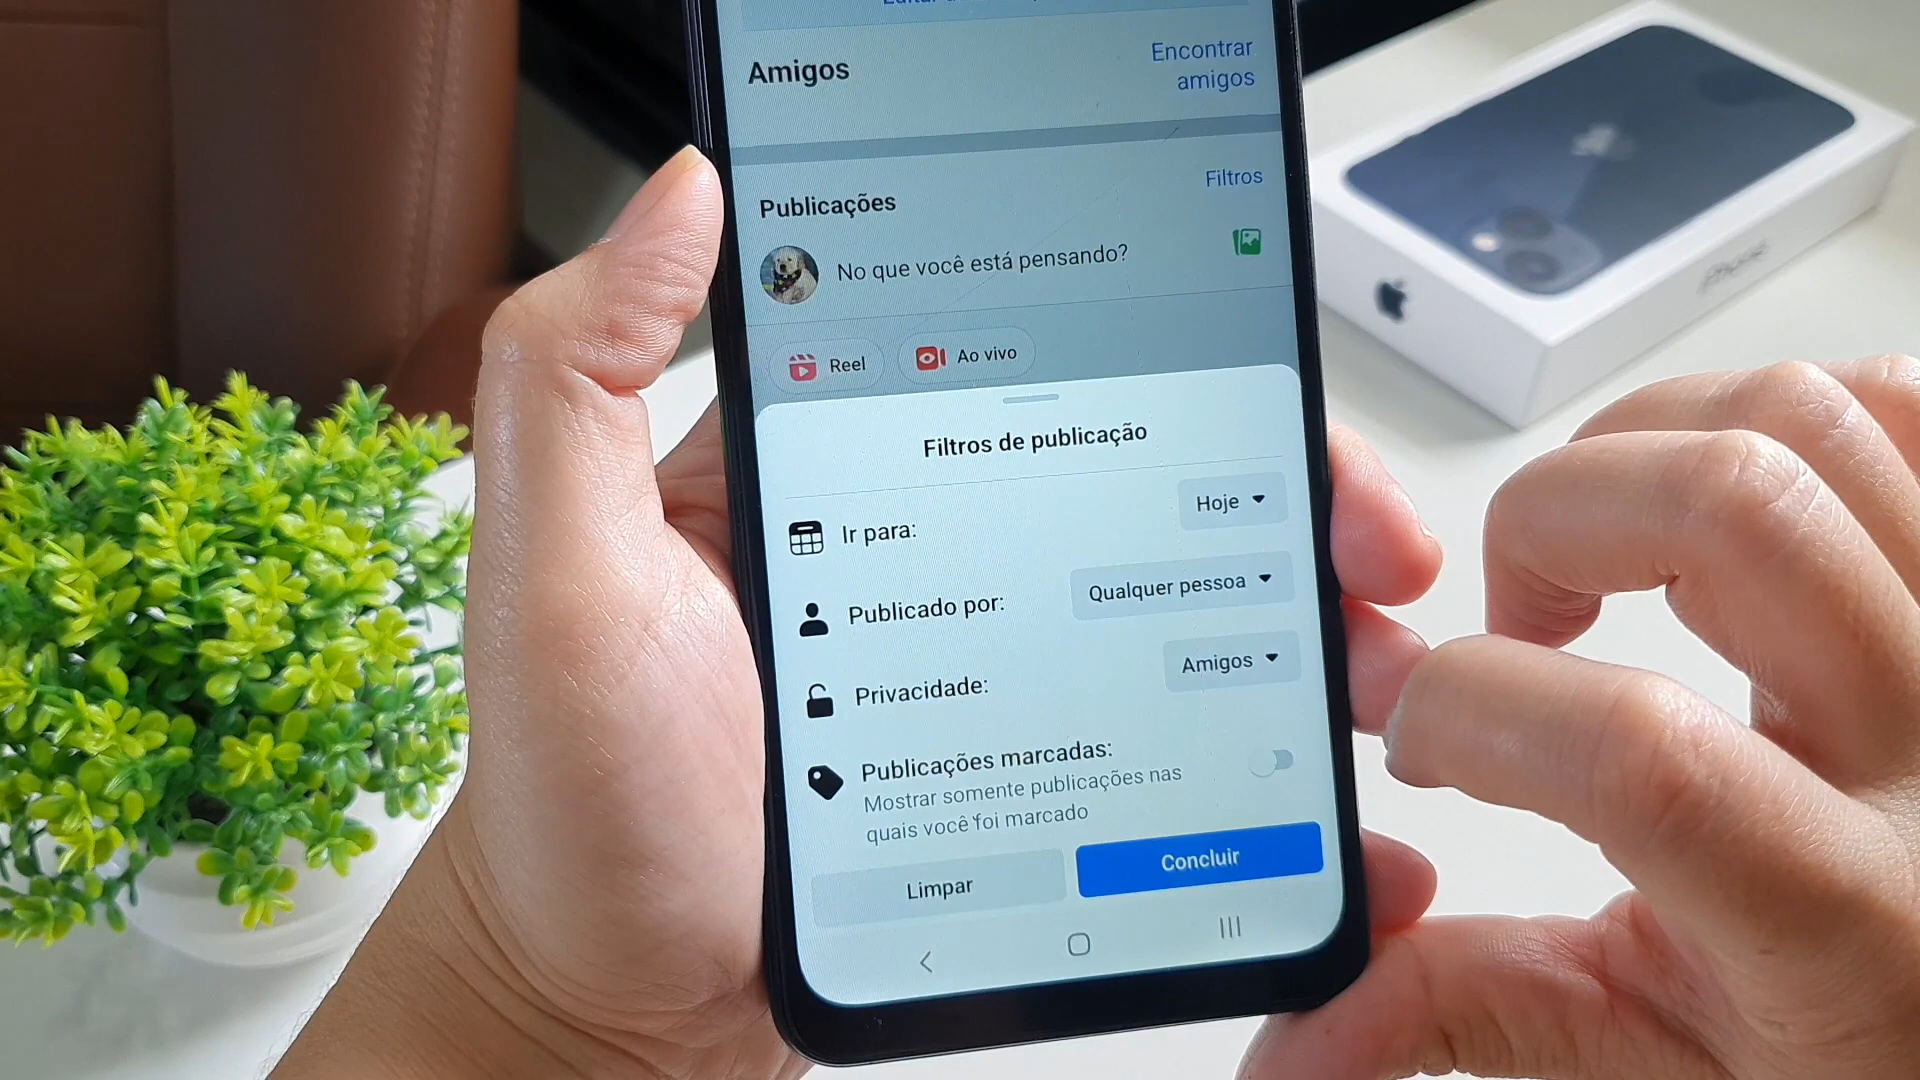 Amigos
Encontrar
amigos
Publicações
Filtros
No que você está pensando?
Reel
Ao vivo
Filtros de publicação
Ir para:
Hoje
Publicado por:
Qualquer pessoa
Privacidade:
Amigos
Publicações marcadas:
Mostrar somente publicações nas
quais você foi marcado
Limpar
Concluir
iPhone